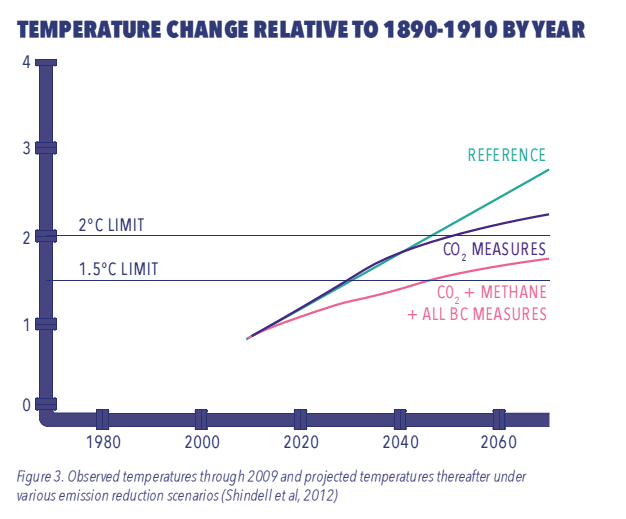 TEMPERATURE CHANGE RELATIVE TO 1890-1910 BY YEAR
4
3
2
1
0
REFERENCE
2°C LIMIT
CO₂ MEASURES
1.5°C LIMIT
CO₂ + METHANE
+ ALL BC MEASURES
1980 2000 2020 2040 2060
Figure 3. Observed temperatures through 2009 and projected temperatures thereafter under
various emission reduction scenarios (Shindell et al, 2012)